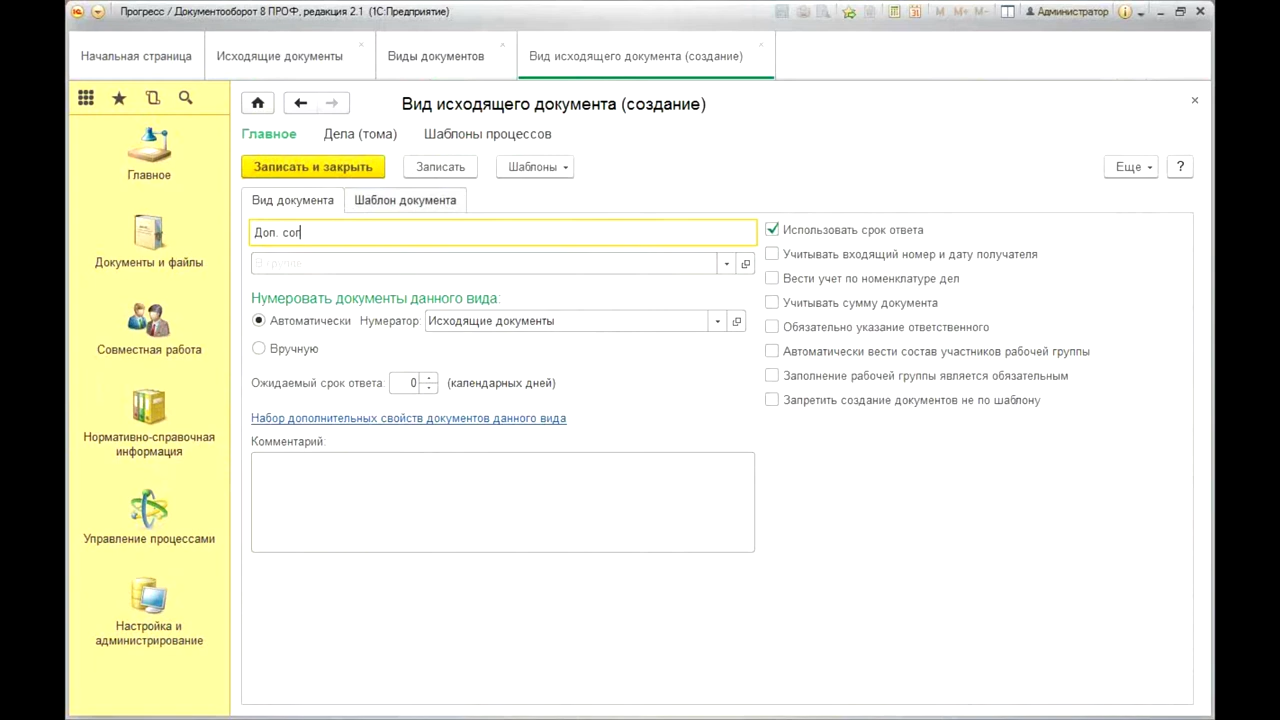 Прогресс / Документооборот 8 ПРОФ, редакция 2.1 (1С:Предприятие)
M M+ M- Администратор
Начальная страница Исходящие документы Виды документов Вид исходящего документа (создание)
Вид исходящего документа (создание)
Главное Дела (тома) Шаблоны процессов
Записать и закрыть Записать Шаблоны Еще ?
Вид документа Шаблон документа
Доп. сог
В группе
Нумеровать документы данного вида:
Автоматически Нумератор: Исходящие документы
Вручную
Ожидаемый срок ответа: 0 (календарных дней)
Набор дополнительных свойств документов данного вида
Комментарий:
Использовать срок ответа
Учитывать входящий номер и дату получателя
Вести учет по номенклатуре дел
Учитывать сумму документа
Обязательно указание ответственного
Автоматически вести состав участников рабочей группы
Заполнение рабочей группы является обязательным
Запретить создание документов не по шаблону
Главное
Документы и файлы
Совместная работа
Нормативно-справочная
информация
Управление процессами
Настройка и
администрирование